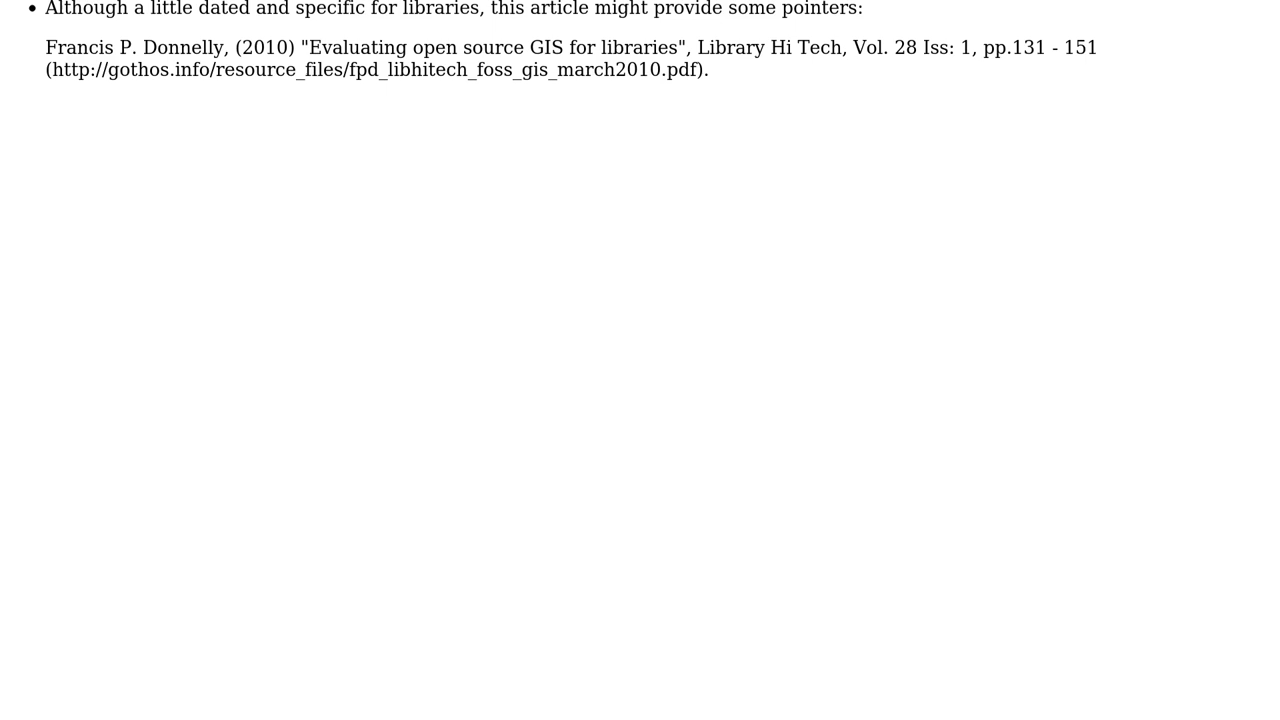 • Although a little dated and specific for libraries, this article might provide some pointers:
Francis P. Donnelly, (2010) "Evaluating open source GIS for libraries", Library Hi Tech, Vol. 28 Iss: 1, pp.131 - 151
(http://gothos.info/resource_files/fpd_libhitech_foss_gis_march2010.pdf).